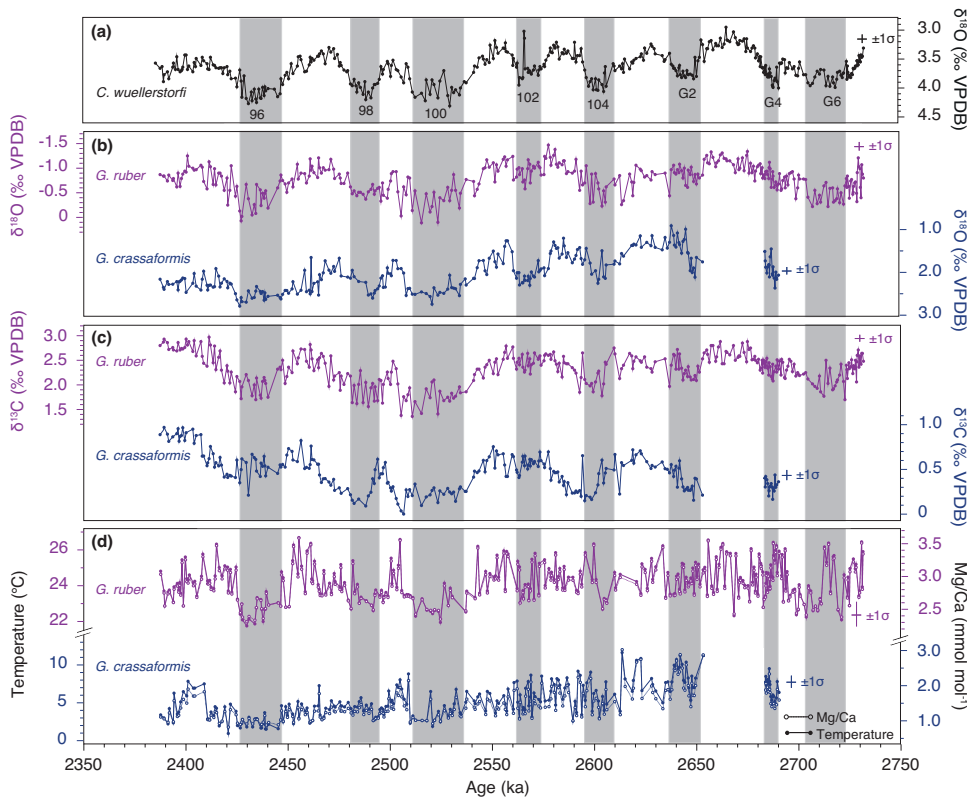 (a)
C. wuellerstorfi
96
98
100
102
104
G2
G4
G6
±1σ
3.0
3.5
4.0
4.5
δ18O
(‰ VPDB)
(b)
G. ruber
-1.5
-1.0
-0.5
0
δ18O
(‰ VPDB)
±1σ
G. crassaformis
1.0
2.0
3.0
δ18O
(‰ VPDB)
±1σ
(c)
G. ruber
3.0
2.5
2.0
1.5
δ13C
(‰ VPDB)
±1σ
G. crassaformis
1.0
0.5
0
δ13C
(‰ VPDB)
±1σ
(d)
G. ruber
26
24
22
3.5
3.0
2.5
±1σ
G. crassaformis
10
5
0
3.0
2.0
1.0
±1σ
Temperature (°C)
Mg/Ca (mmol mol-1)
Mg/Ca
Temperature
2350 2400 2450 2500 2550 2600 2650 2700 2750
Age (ka)